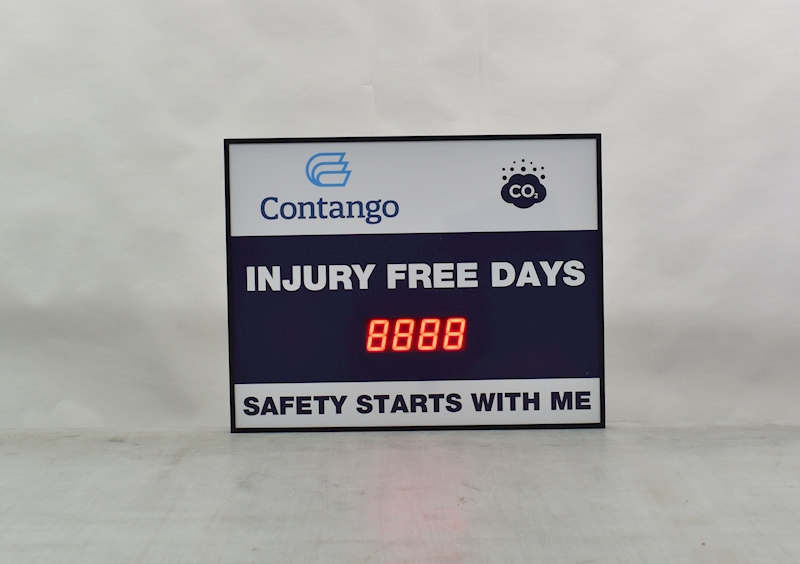 Contango
CO2
INJURY FREE DAYS
8888
SAFETY STARTS WITH ME